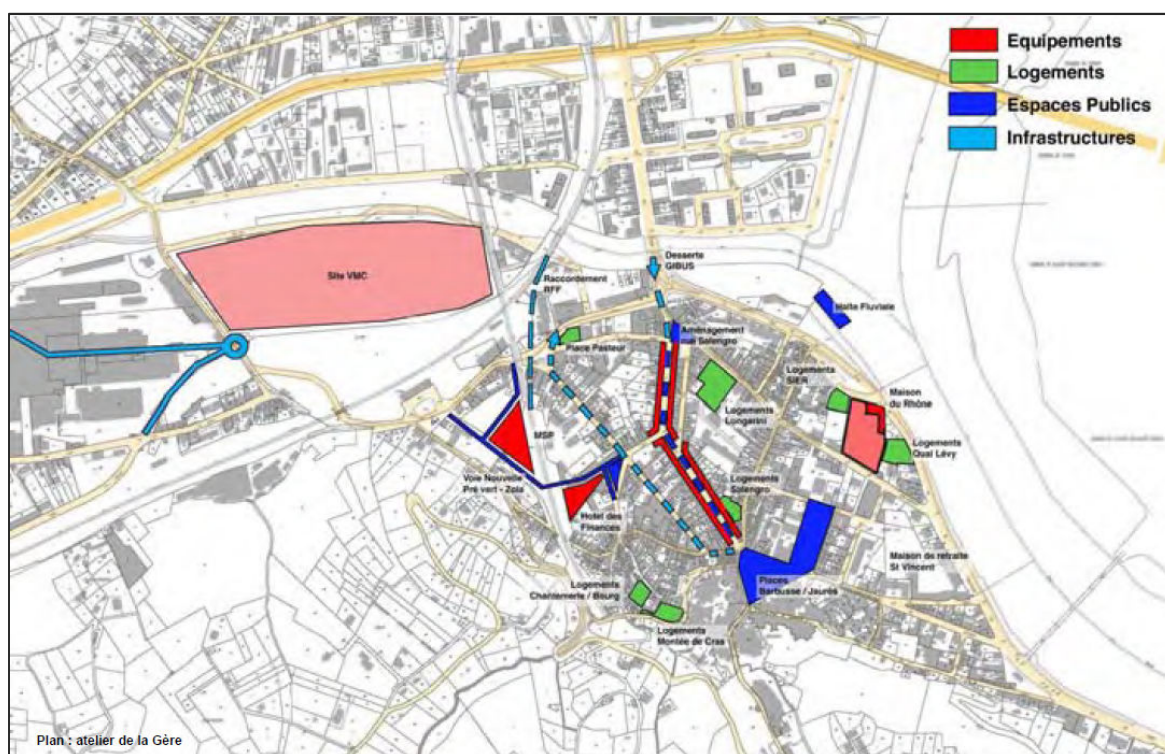 Equipements
Logements
Espaces Publics
Infrastructures
Site VMC
Raccordement
RFF
Desserte
GIBUS
Halte Fluviale
Aménagement
rue Salengro
Place Pasteur
Logements
SIER
Maison
du Rhône
Logements
Longarini
Logements
Quai Lévy
MSP
Voie Nouvelle
Pré vert - Zola
Logements
Salengro
Hotel des
Finances
Maison de retraite
St Vincent
Places
Barbusse / Jaurès
Logements
Chantemerle / Bourg
Logements
Montée de Cras
Plan : atelier de la Gère